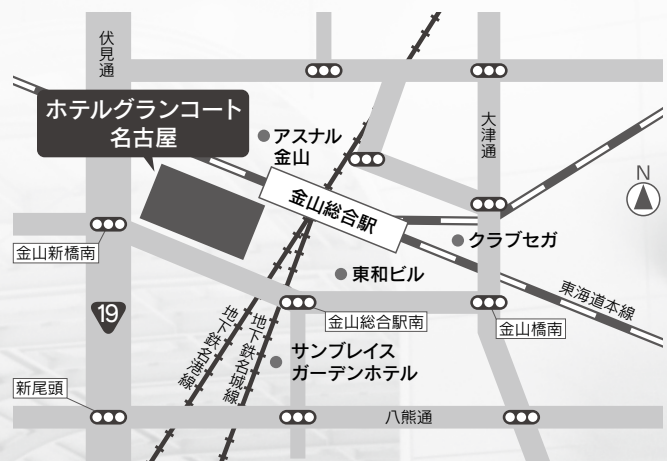 伏見通
ホテルグランコート
名古屋
アスナル
金山
大津通
N
金山総合駅
金山新橋南
クラブセガ
東和ビル
東海道本線
19
地下鉄名港線
地下鉄名城線
金山総合駅南
金山橋南
サンプレイス
ガーデンホテル
新尾頭
八熊通